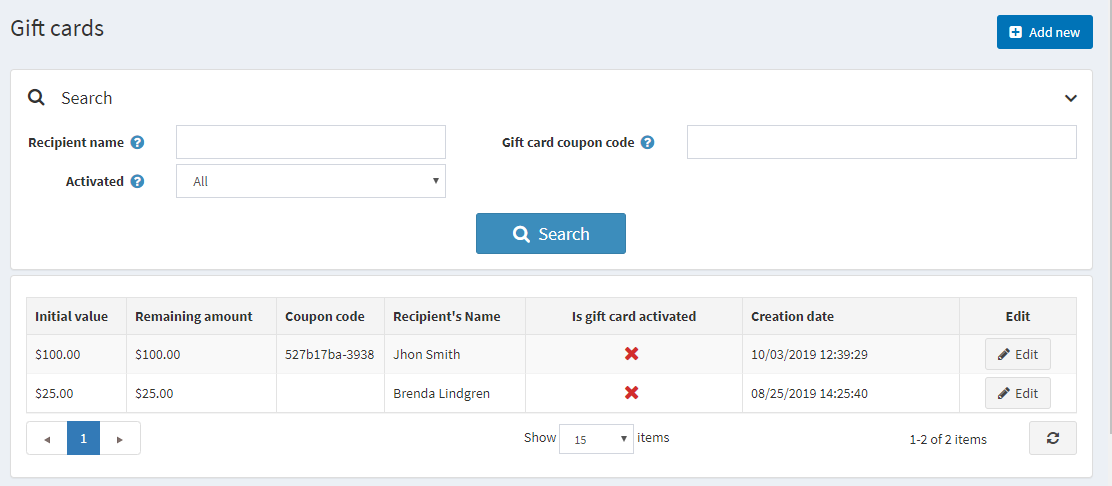 Gift cards
Add new
Search
Recipient name
Gift card coupon code
Activated
All
Search
Initial value Remaining amount Coupon code Recipient's Name Is gift card activated Creation date Edit
$100.00 $100.00 527b17ba-3938 Jhon Smith 10/03/2019 12:39:29 Edit
$25.00 $25.00 Brenda Lindgren 08/25/2019 14:25:40 Edit
1 Show 15 items 1-2 of 2 items